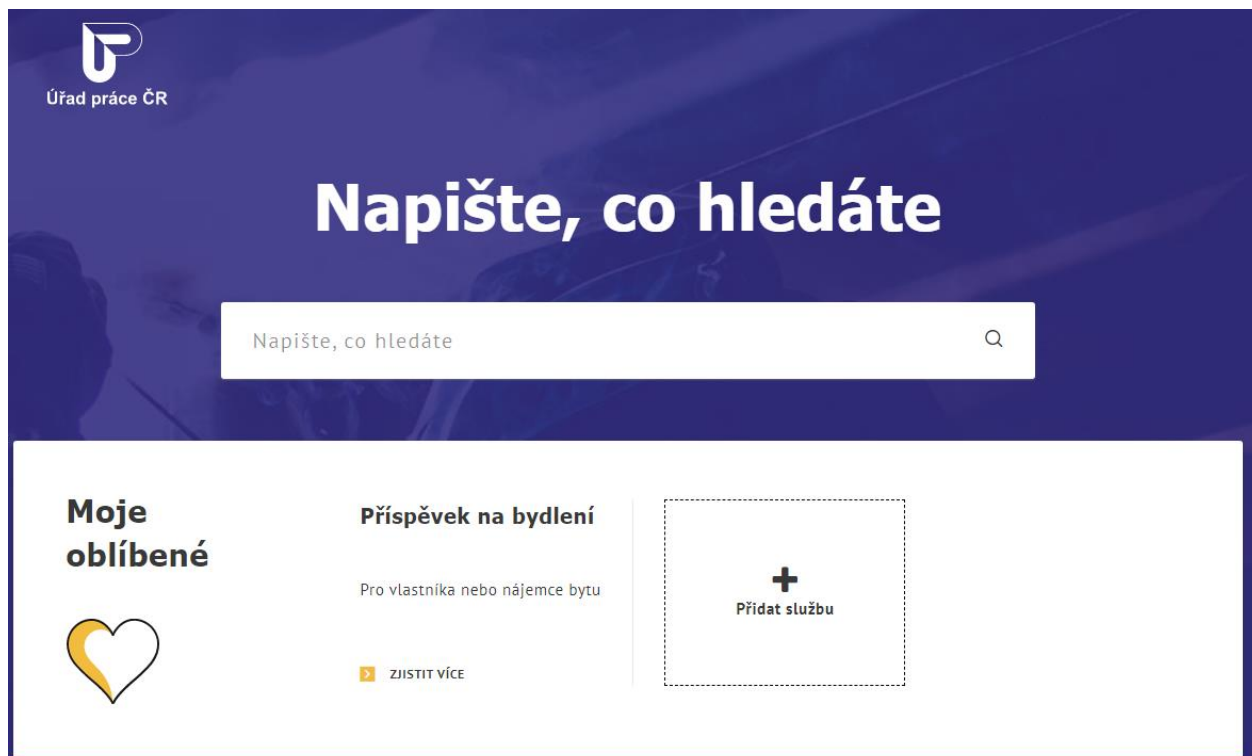 Úřad práce ČR
Napište, co hledáte
Napište, co hledáte
Moje
oblíbené
Příspěvek na bydlení
Pro vlastníka nebo nájemce bytu
ZJISTIT VÍCE
Přidat službu